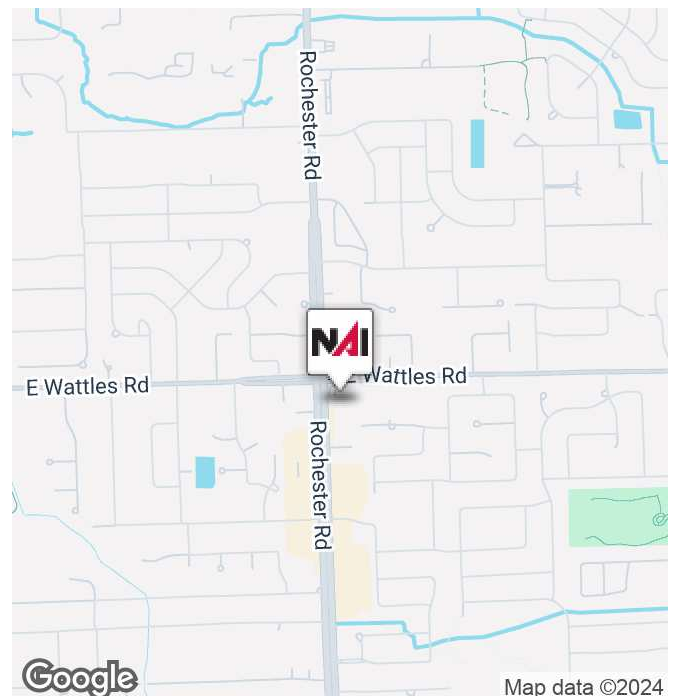 Rochester Rd
NAI
E Wattles Rd
E Wattles Rd
Rochester Rd
Google
Map data ©2024